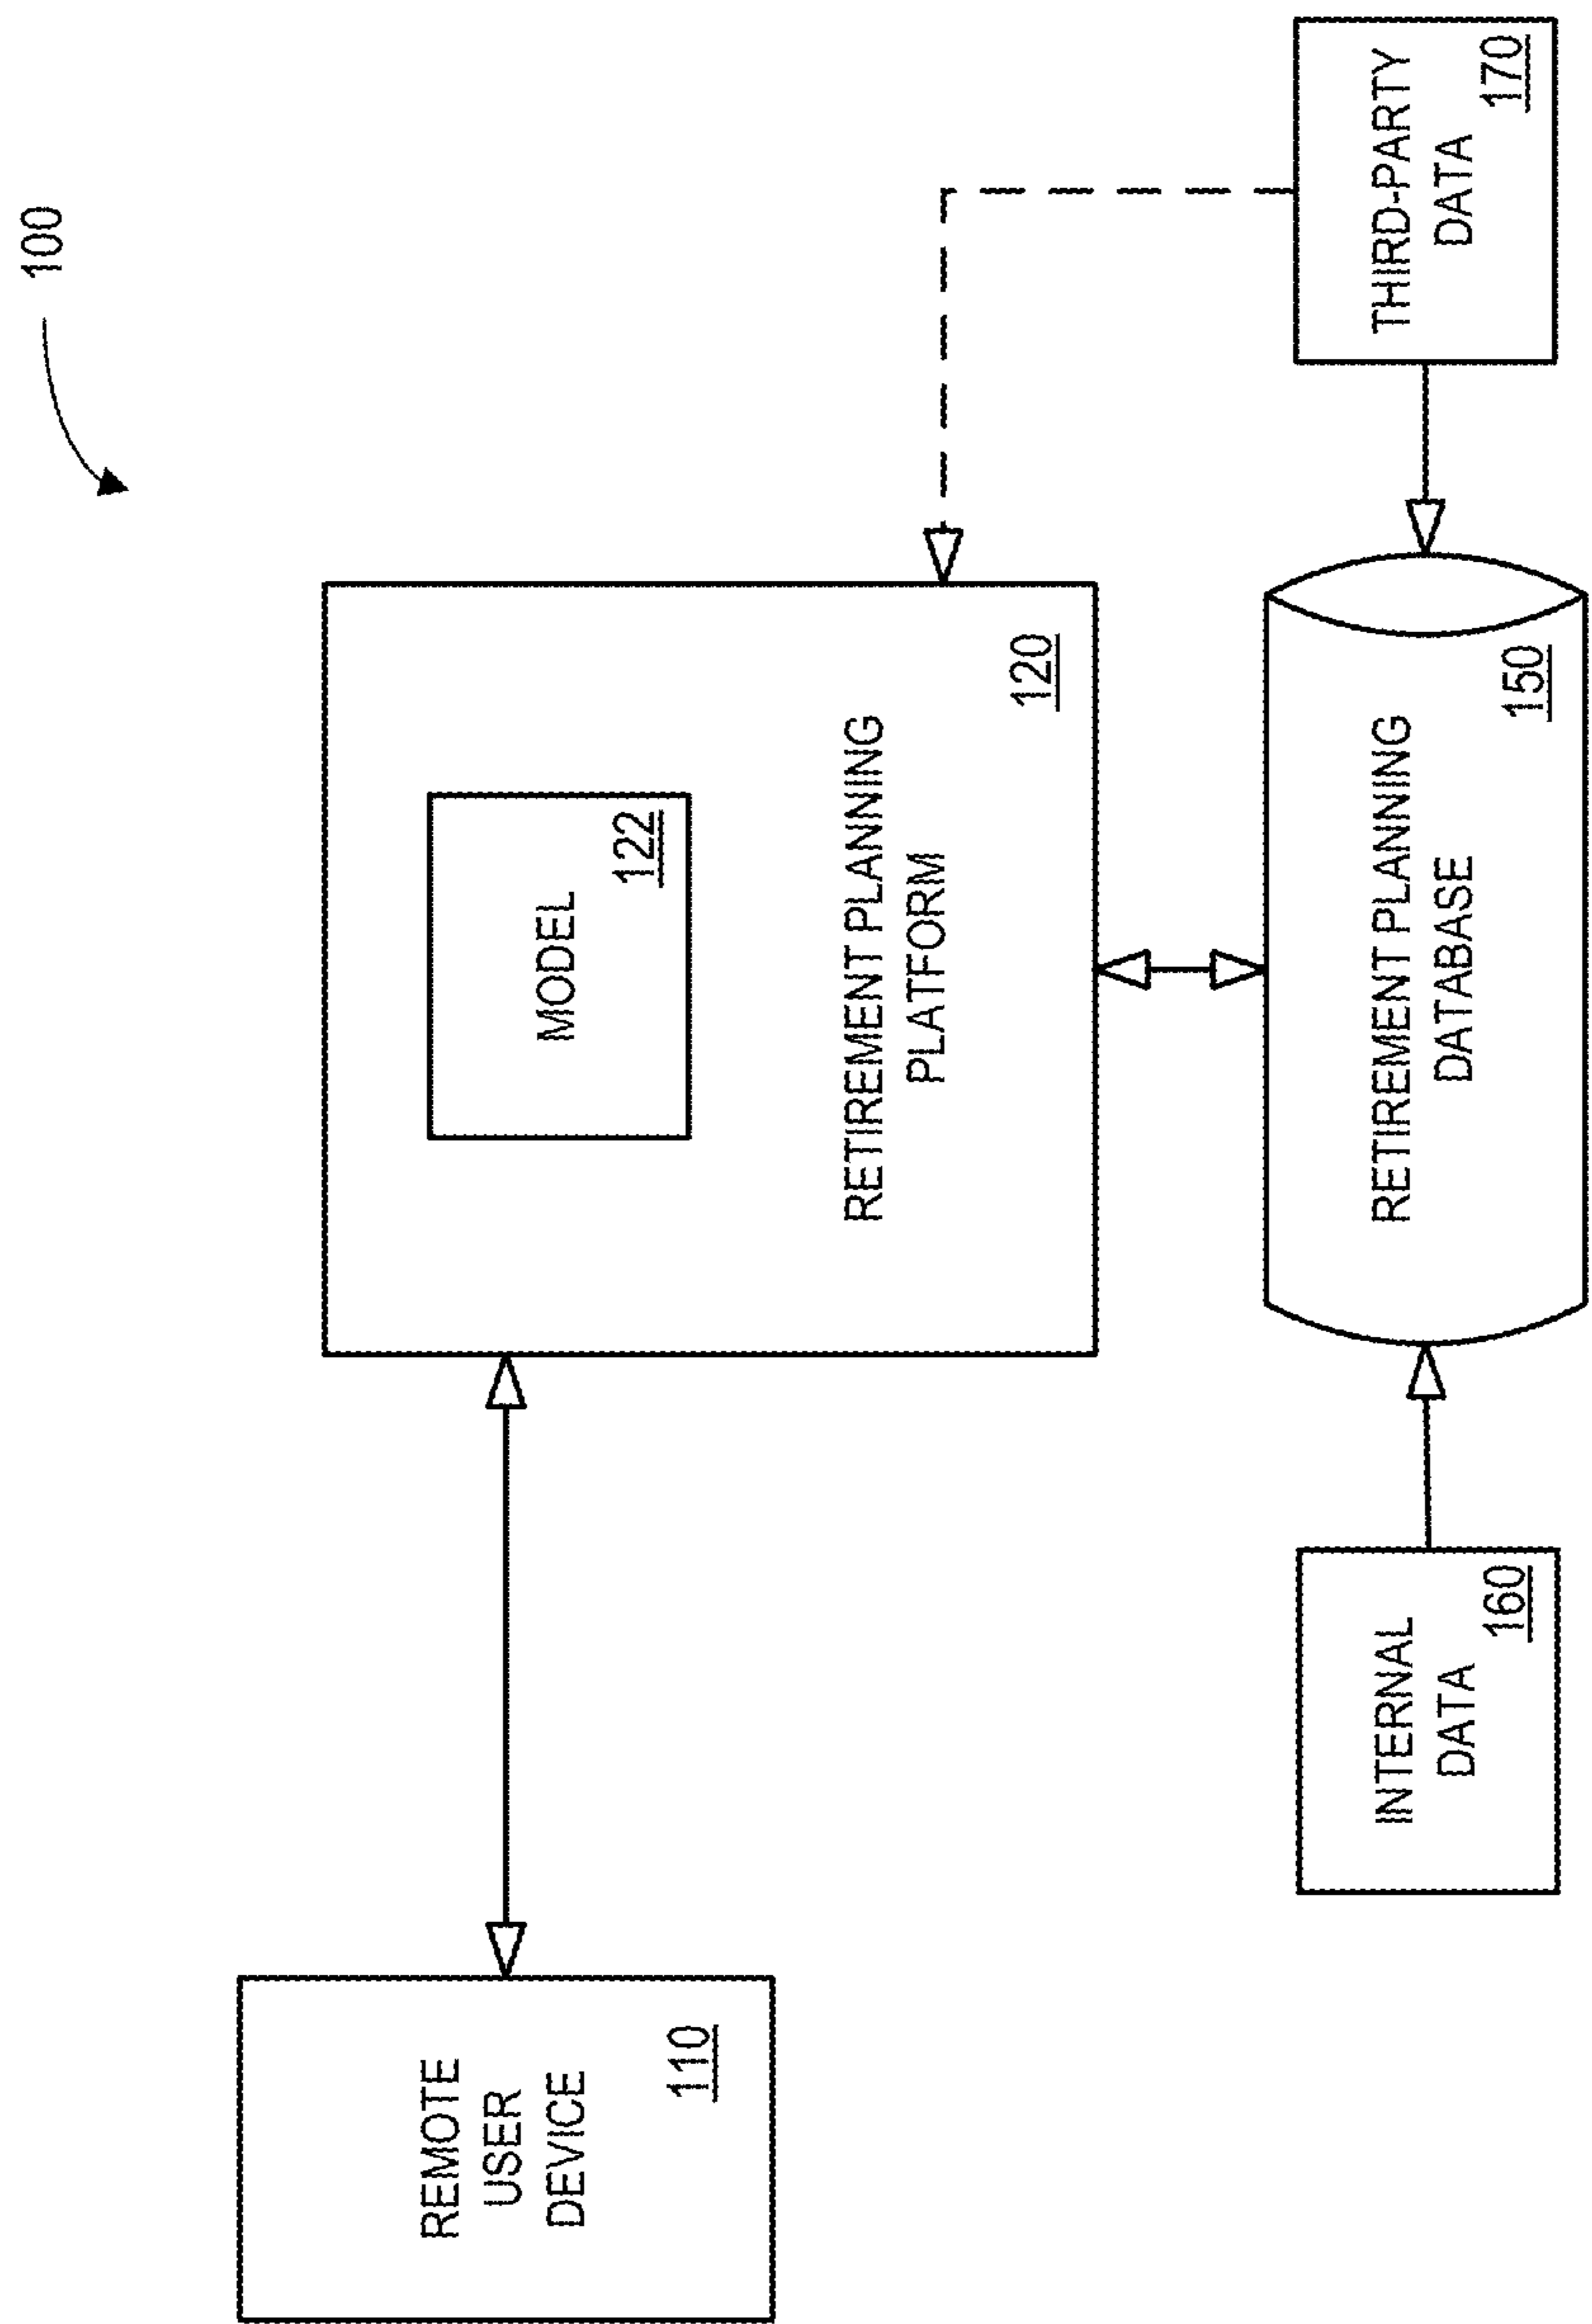 100
REMOTE
USER
DEVICE
110
MODEL
122
RETIREMENT PLANNING
PLATFORM
120
INTERNAL
DATA
160
RETIREMENT PLANNING
DATABASE
150
THIRD-PARTY
DATA
170